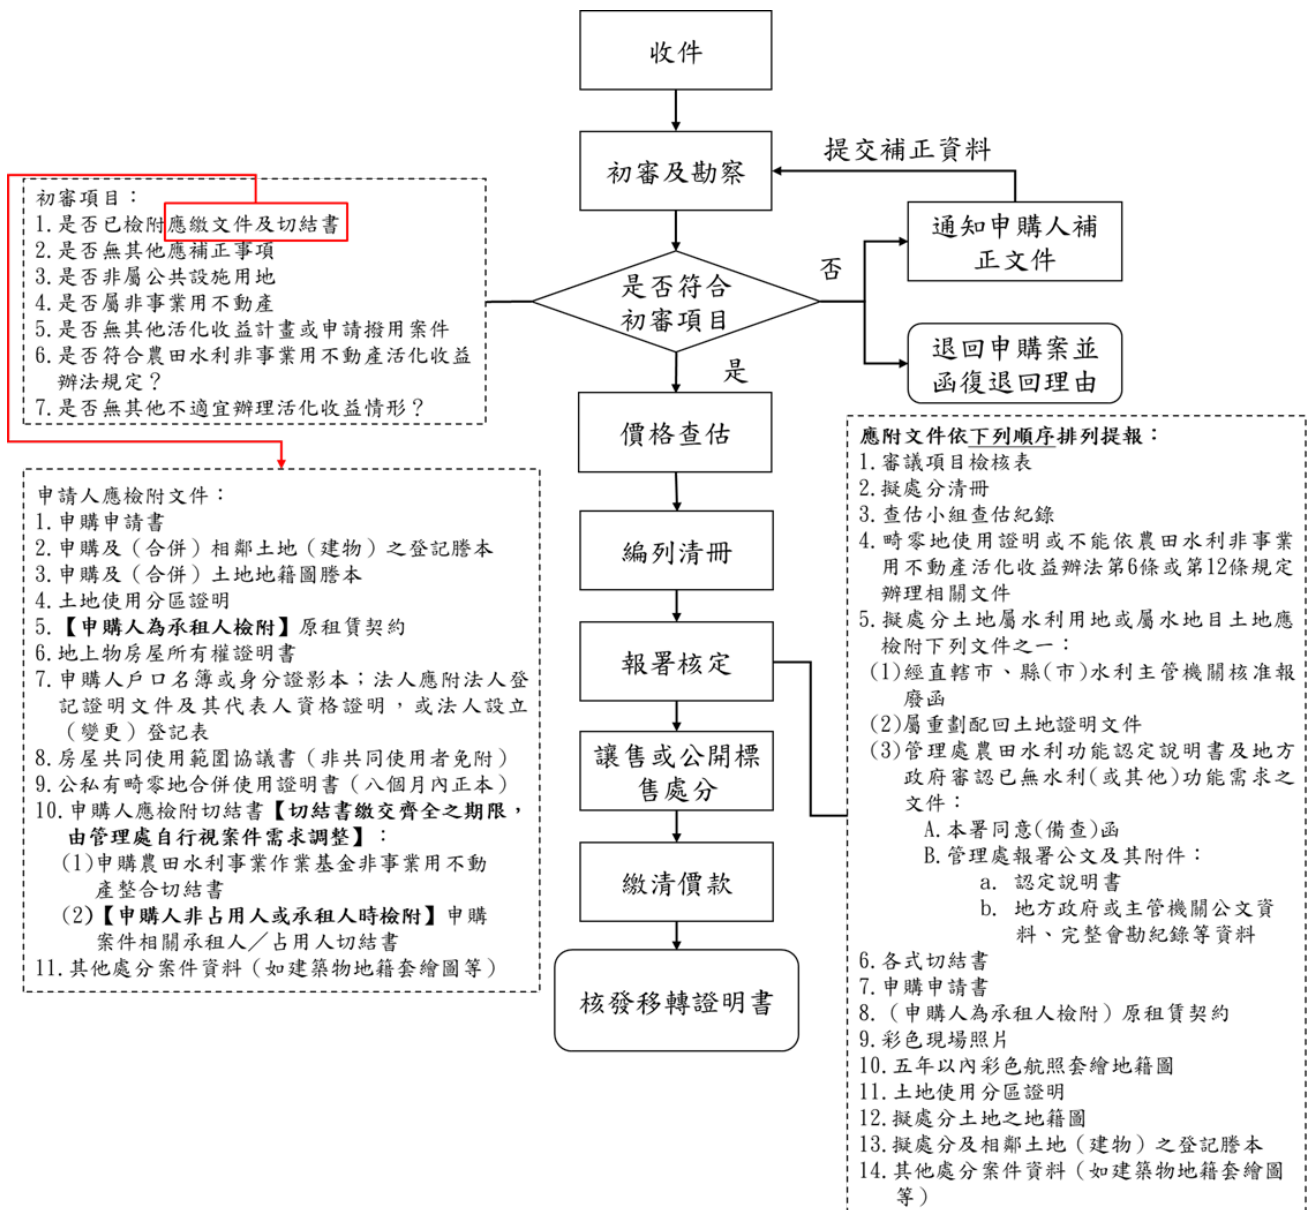 收件
初審及勘察
提交補正資料
通知申購人補
正文件
是否符合
初審項目
否
退回申購案並
函復退回理由
是
價格查估
編列清冊
報署核定
讓售或公開標
售處分
繳清價款
核發移轉證明書
初審項目：
1.是否已檢附應繳文件及切結書
2.是否無其他應補正事項
3.是否非屬公共設施用地
4.是否屬非事業用不動產
5.是否無其他活化收益計畫或申請撥用案件
6.是否符合農田水利非事業用不動產活化收益
辦法規定？
7.是否無其他不適宜辦理活化收益情形？
申請人應檢附文件：
1.申購申請書
2.申購及（合併）相鄰土地（建物）之登記謄本
3.申購及（合併）土地地籍圖謄本
4.土地使用分區證明
5.【申購人為承租人檢附】原租賃契約
6.地上物房屋所有權證明書
7.申購人戶口名簿或身分證影本；法人應附法人登
記證明文件及其代表人資格證明，或法人設立
（變更）登記表
8.房屋共同使用範圍協議書（非共同使用者免附）
9.公私有畸零地合併使用證明書（八個月內正本）
10.申購人應檢附切結書【切結書繳交齊全之期限，
由管理處自行視案件需求調整】：
(1)申購農田水利事業作業基金非事業用不動
產整合切結書
(2)【申購人非占用人或承租人時檢附】申購
案件相關承租人／占用人切結書
11.其他處分案件資料（如建築物地籍套繪圖等）
應附文件依下列順序排列提報：
1.審議項目檢核表
2.擬處分清冊
3.查估小組查估紀錄
4.畸零地使用證明或不能依農田水利非事業
用不動產活化收益辦法第6條或第12條規定
辦理相關文件
5.擬處分土地屬水利用地或屬水地目土地應
檢附下列文件之一：
(1)經直轄市、縣(市)水利主管機關核准報
廢函
(2)屬重劃配回土地證明文件
(3)管理處農田水利功能認定說明書及地方
政府審認已無水利(或其他)功能需求之
文件：
A.本署同意(備查)函
B.管理處報署公文及其附件：
a. 認定說明書
b. 地方政府或主管機關公文資
料、完整會勘紀錄等資料
6.各式切結書
7.申購申請書
8.（申購人為承租人檢附）原租賃契約
9.彩色現場照片
10.五年以內彩色航照套繪地籍圖
11.土地使用分區證明
12.擬處分土地之地籍圖
13.擬處分及相鄰土地（建物）之登記謄本
14.其他處分案件資料（如建築物地籍套繪圖
等）